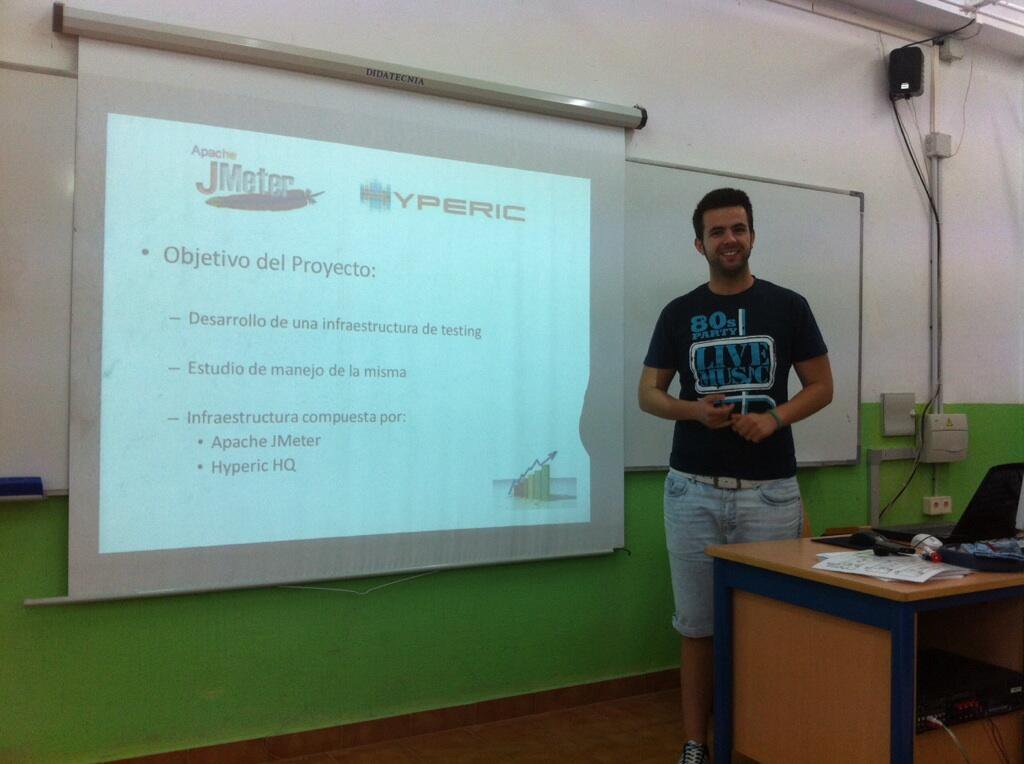 DIDATECNIA
Apache
JMeter
HYPERIC
• Objetivo del Proyecto:
– Desarrollo de una infraestructura de testing
– Estudio de manejo de la misma
– Infraestructura compuesta por:
• Apache JMeter
• Hyperic HQ
80s
PARTY
LIVE
MUSIC